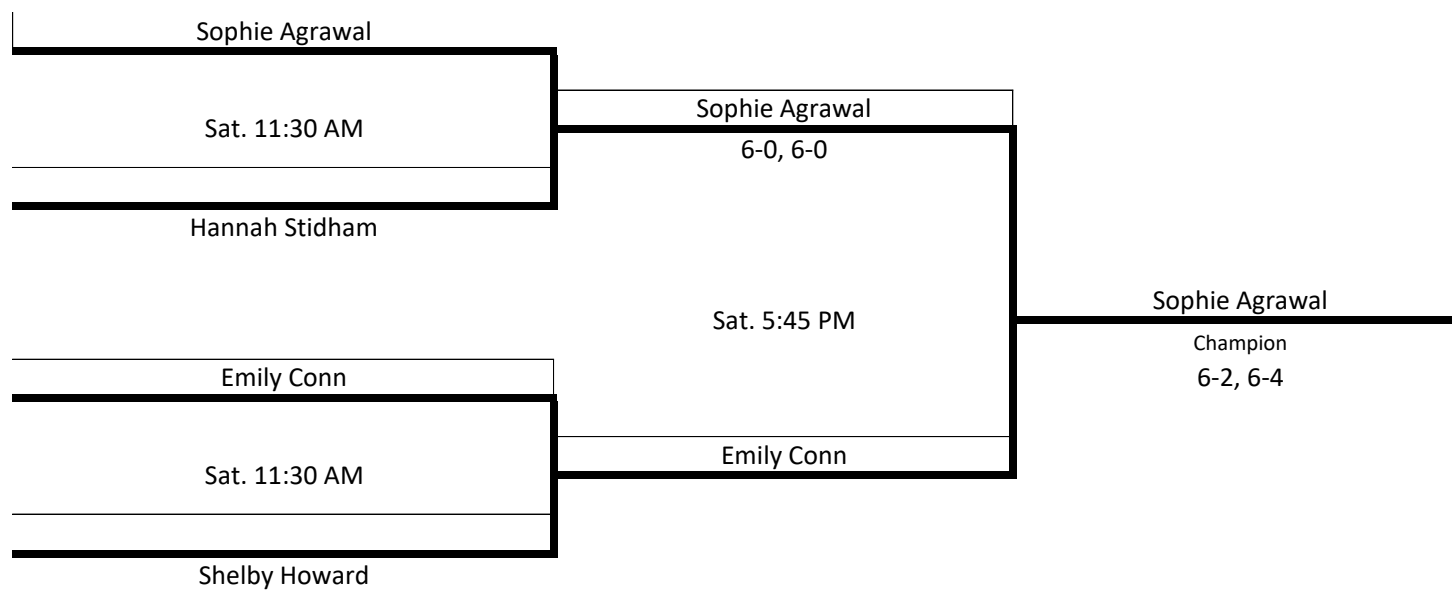 Sophie Agrawal
Sat. 11:30 AM
Hannah Stidham
Sophie Agrawal
6-0, 6-0
Sat. 5:45 PM
Emily Conn
Sat. 11:30 AM
Shelby Howard
Emily Conn
Sophie Agrawal
Champion
6-2, 6-4